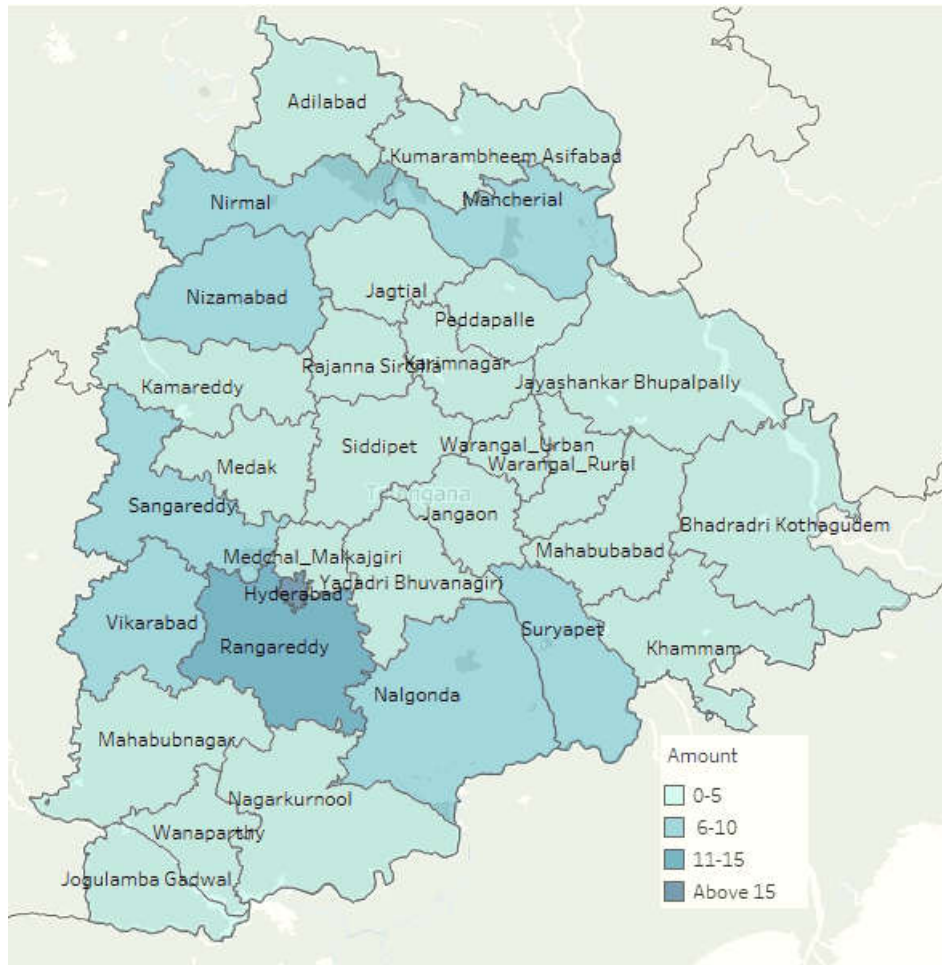 Adilabad
Kumarambheem Asifabad
Nirmal
Mancherial
Nizamabad
Jagtial
Peddapalle
Rajanna Sircilla
Karimnagar
Kamareddy
Jayashankar Bhupalpally
Siddipet
Warangal_Urban
Medak
Warangal_Rural
Telangana
Sangareddy
Jangaon
Bhadradri Kothagudem
Medchal_Malkajgiri
Mahabubabad
Yadadri Bhuvanagiri
Hyderabad
Vikarabad
Suryapet
Rangareddy
Khammam
Nalgonda
Mahabubnagar
Nagarkurnool
Wanaparthy
Jogulamba Gadwal
Amount
0-5
6-10
11-15
Above 15